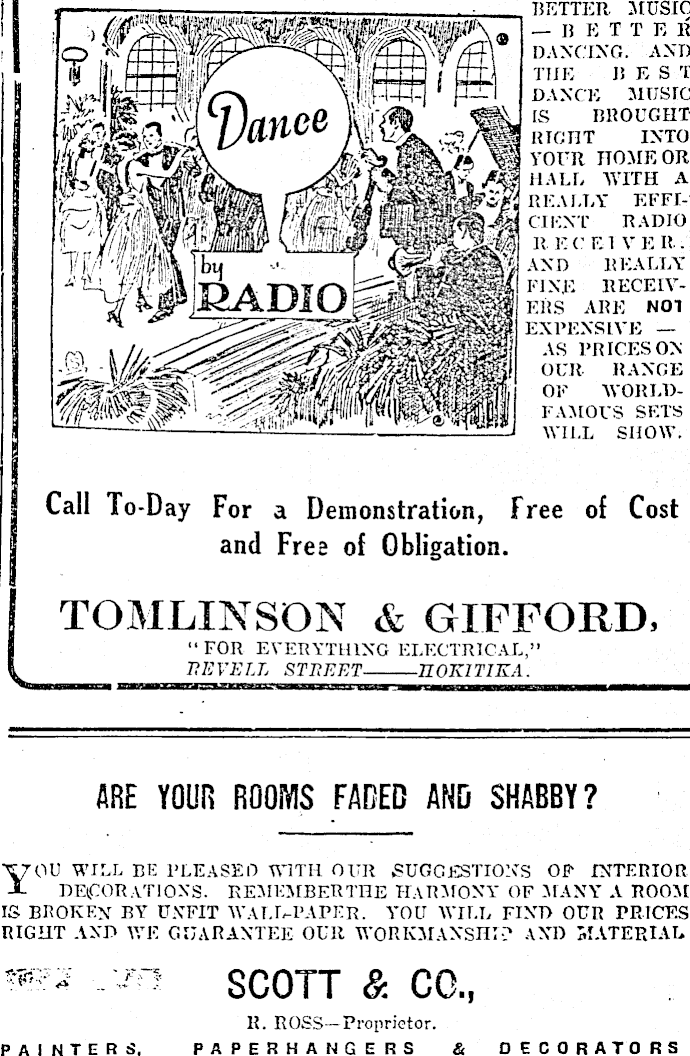 Dance
by
RADIO
BETTER MUSIC
— BETTER
DANCING. AND
THE BEST
DANCE MUSIC
IS BROUGHT
RIGHT INTO
YOUR HOME OR
HALL WITH A
REALLY EFFI-
CIENT RADIO
RECEIVER.
AND REALLY
FINE RECEIV-
ERS ARE NOT
EXPENSIVE —
AS PRICES ON
OUR RANGE
OF WORLD-
FAMOUS SETS
WILL SHOW.
Call To-Day For a Demonstration, Free of Cost
and Free of Obligation.
TOMLINSON & GIFFORD,
"FOR EVERYTHING ELECTRICAL,"
REVELL STREET——HOKITIKA.
ARE YOUR ROOMS FADED AND SHABBY?
YOU WILL BE PLEASED WITH OUR SUGGESTIONS OF INTERIOR
DECORATIONS. REMEMBER THE HARMONY OF MANY A ROOM
IS BROKEN BY UNFIT WALL-PAPER. YOU WILL FIND OUR PRICES
RIGHT AND WE GUARANTEE OUR WORKMANSHIP AND MATERIAL
SCOTT & CO.,
R. ROSS—Proprietor.
PAINTERS, PAPERHANGERS & DECORATORS